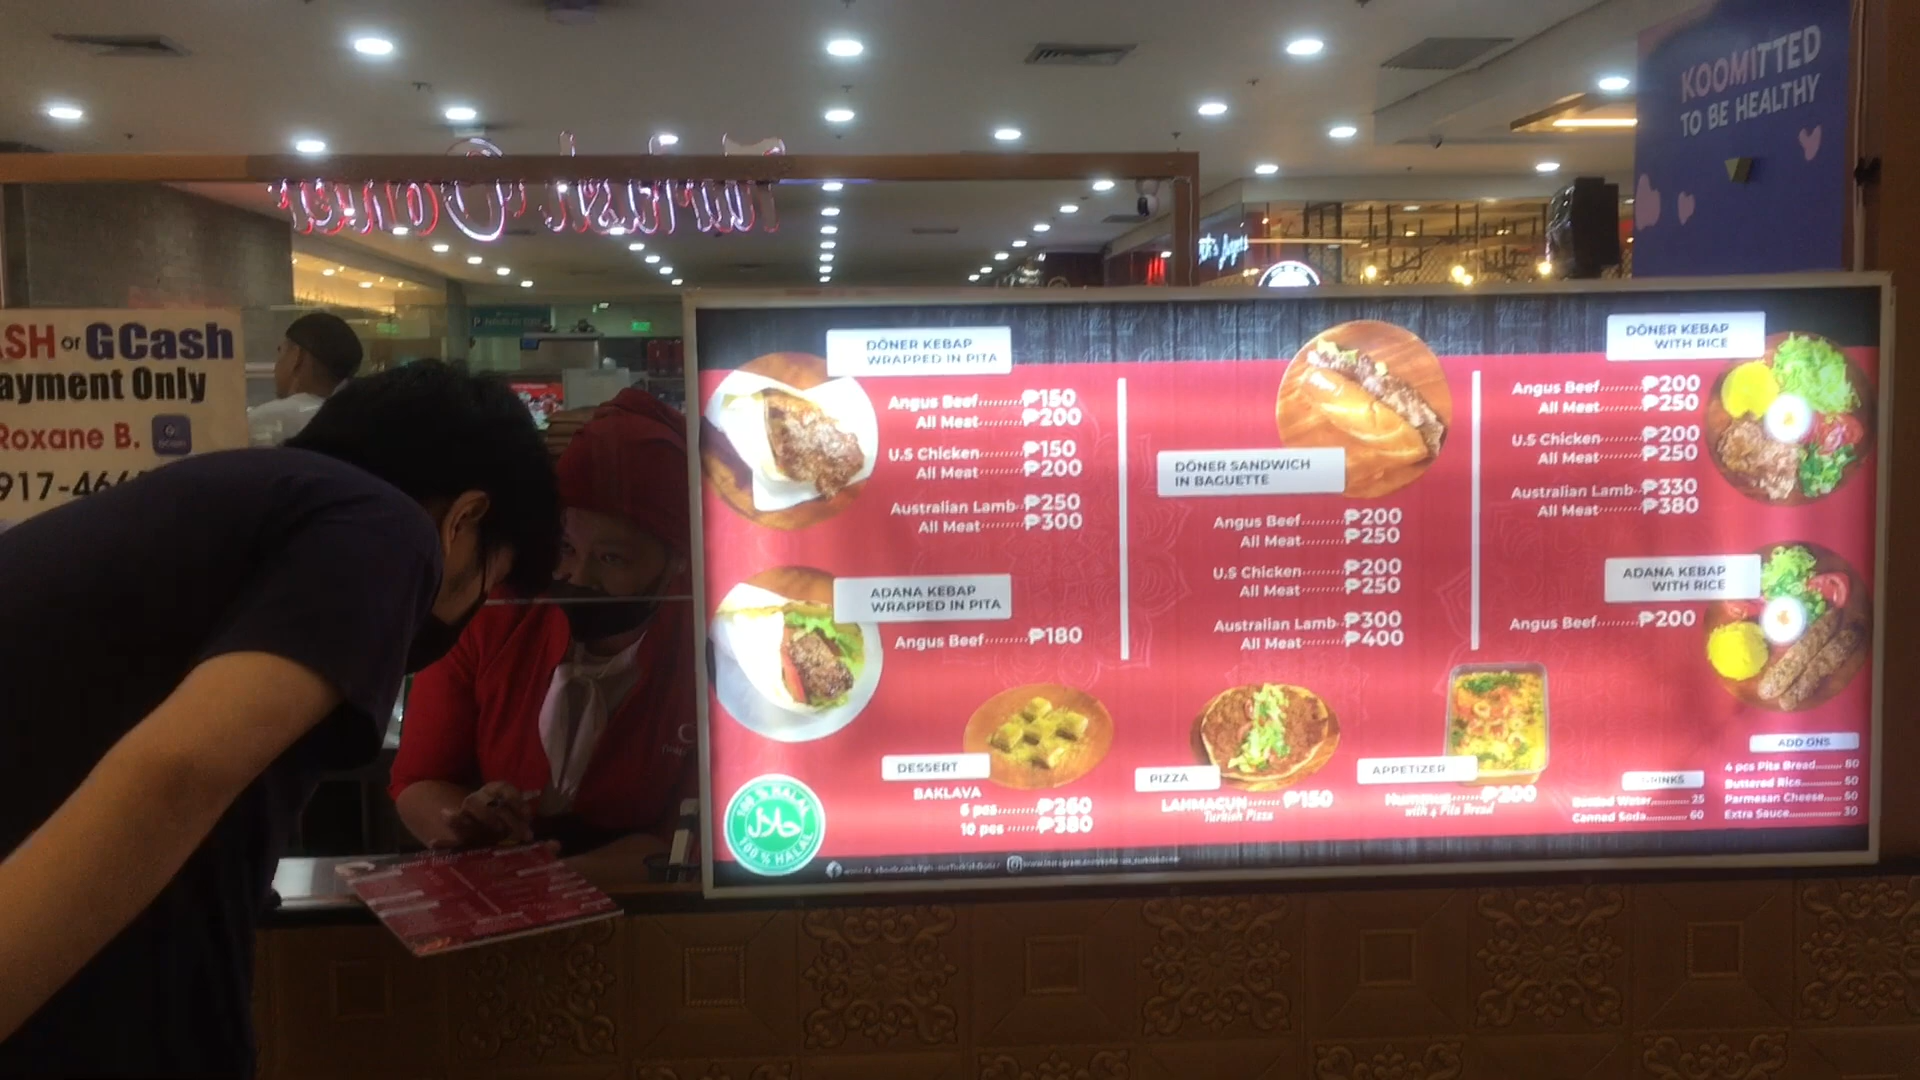 KOOMITTED
TO BE HEALTHY
ASH or GCash
ayment Only
Roxane B.
DÖNER KEBAP
WRAPPED IN PITA
Angus Beef.........₱150
All Meat.........₱200
U.S Chicken........₱150
All Meat.........₱200
Australian Lamb..₱250
All Meat.........₱300
ADANA KEBAP
WRAPPED IN PITA
Angus Beef.........₱180
DÖNER SANDWICH
IN BAGUETTE
Angus Beef.........₱200
All Meat.........₱250
U.S Chicken........₱200
All Meat.........₱250
Australian Lamb..₱300
All Meat.........₱400
DÖNER KEBAP
WITH RICE
Angus Beef.........₱200
All Meat.........₱250
U.S Chicken........₱200
All Meat.........₱250
Australian Lamb..₱330
All Meat.........₱380
ADANA KEBAP
WITH RICE
Angus Beef.........₱200
DESSERT
BAKLAVA
6 pcs.........₱260
10 pcs.......₱380
PIZZA
LAHMACUN.......₱150
Turkish Pizza
APPETIZER
Hummus.......₱200
with 4 Pita Bread
DRINKS
Bottled Water............25
Canned Soda............60
ADD ONS
4 pcs Pita Bread.........80
Buttered Rice............50
Parmesan Cheese.....50
Extra Sauce...............30
100 % HALAL
حلال
100 % HALAL